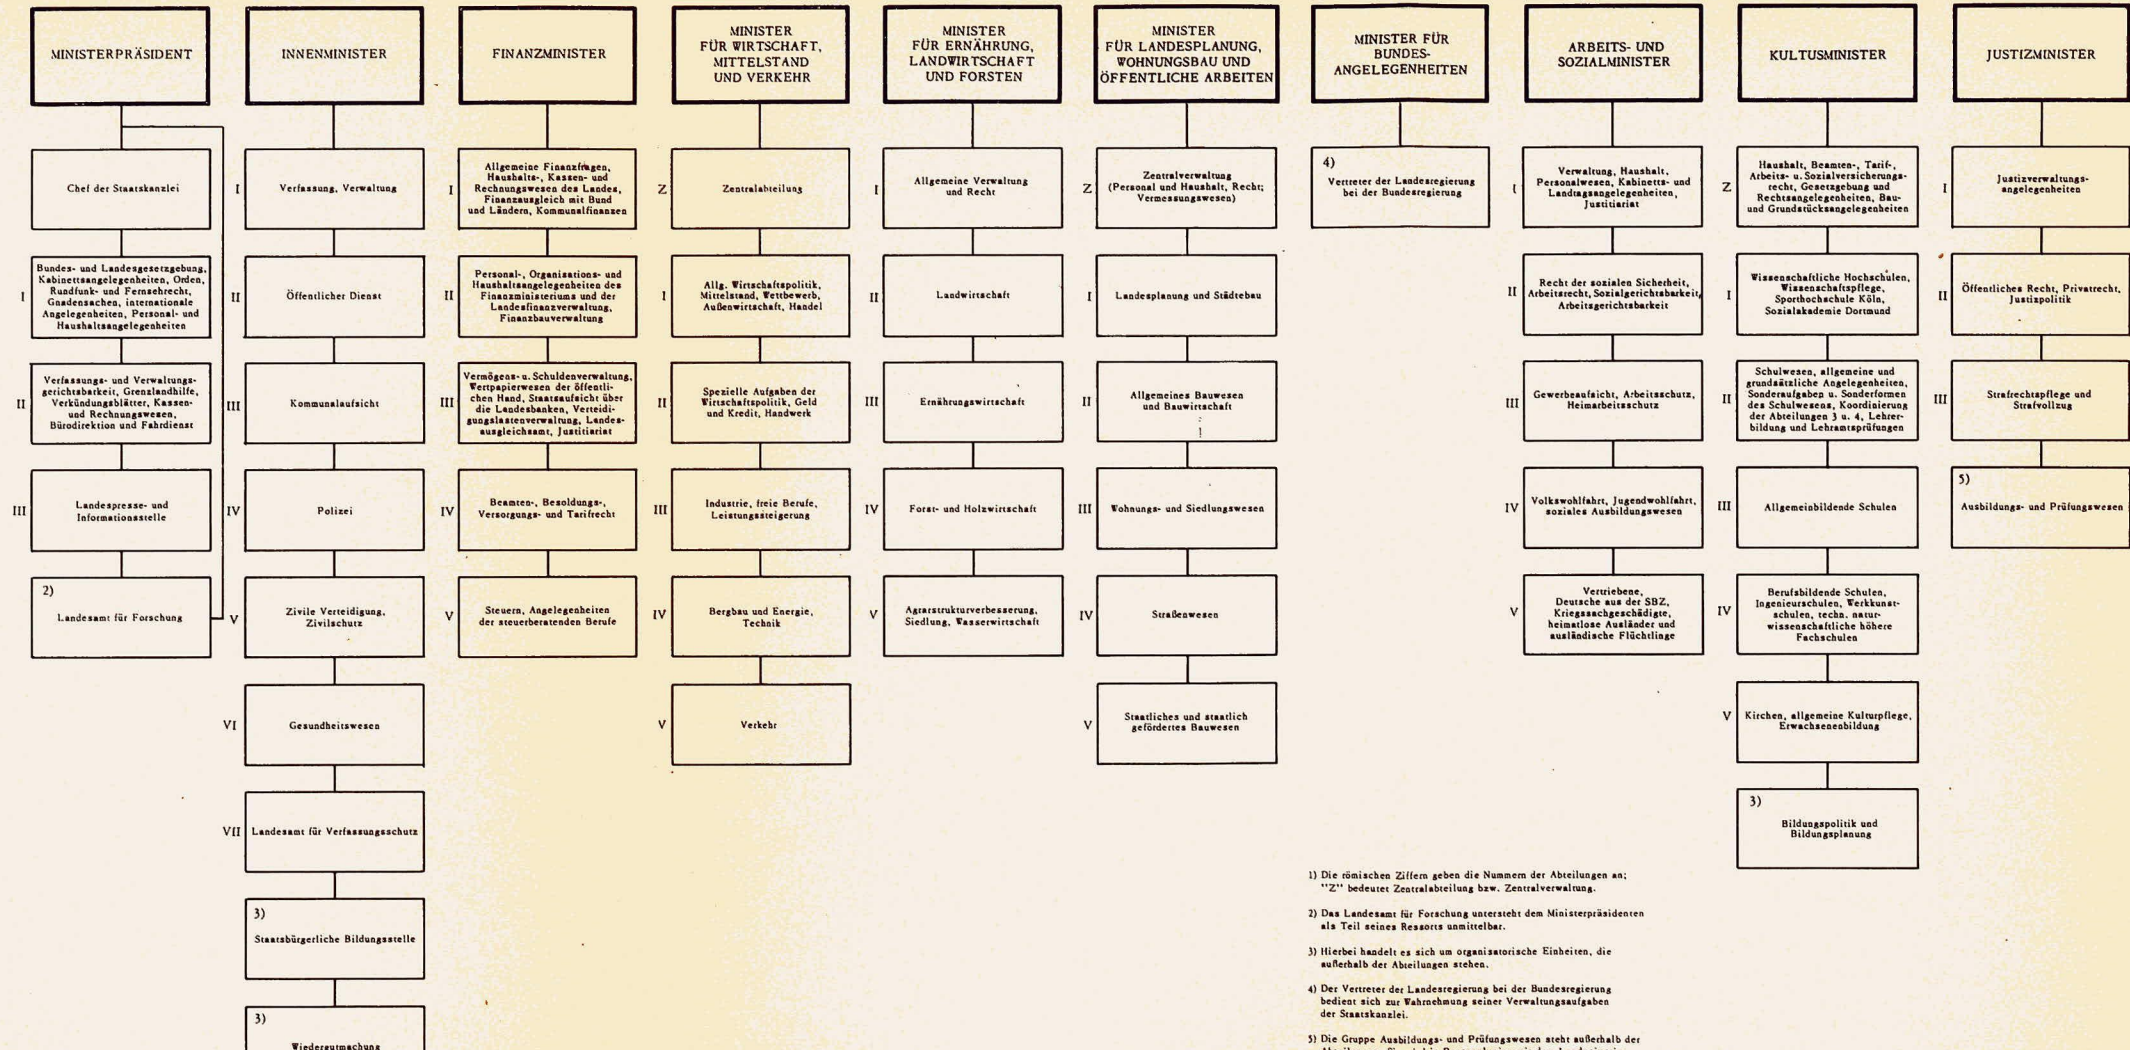 MINISTERPRÄSIDENT
Chef der Staatskanzlei
I
Bundes- und Landesgesetzgebung,
Kabinettsangelegenheiten, Orden,
Rundfunk- und Fernsehrecht,
Gnadensachen, internationale
Angelegenheiten, Personal- und
Haushaltsangelegenheiten
II
Verfassungs- und Verwaltungs-
gerichtsbarkeit, Grenzlandhilfe,
Verkündungsblätter, Kassen-
und Rechnungswesen,
Bürodirektion und Fahrdienst
III
Landespresse- und
Informationsstelle
2)
Landesamt für Forschung
INNENMINISTER
I
Verfassung, Verwaltung
II
Öffentlicher Dienst
III
Kommunalaufsicht
IV
Polizei
V
Zivile Verteidigung,
Zivilschutz
VI
Gesundheitswesen
VII
Landesamt für Verfassungsschutz
3)
Staatsbürgerliche Bildungsstelle
3)
Wiedergutmachung
FINANZMINISTER
I
Allgemeine Finanzfragen,
Haushalts-, Kassen- und
Rechnungswesen des Landes,
Finanzausgleich mit Bund
und Ländern, Kommunalfinanzen
II
Personal-, Organisations- und
Haushaltsangelegenheiten des
Finanzministeriums und der
Landesfinanzverwaltung,
Finanzbauverwaltung
III
Vermögens- u. Schuldenverwaltung,
Wertpapierwesen der öffentli-
chen Hand, Staatsaufsicht über
die Landesbanken, Verteidi-
gungslastenverwaltung, Landes-
ausgleichsamt, Justitiariat
IV
Beamten-, Besoldungs-,
Versorgungs- und Tarifrecht
V
Steuern, Angelegenheiten
der steuerberatenden Berufe
MINISTER
FÜR WIRTSCHAFT,
MITTELSTAND
UND VERKEHR
Z
Zentralabteilung
I
Allg. Wirtschaftspolitik,
Mittelstand, Wettbewerb,
Außenwirtschaft, Handel
II
Spezielle Aufgaben der
Wirtschaftspolitik, Geld
und Kredit, Handwerk
III
Industrie, freie Berufe,
Leistungssteigerung
IV
Bergbau und Energie,
Technik
V
Verkehr
MINISTER
FÜR ERNÄHRUNG,
LANDWIRTSCHAFT
UND FORSTEN
I
Allgemeine Verwaltung
und Recht
II
Landwirtschaft
III
Ernährungswirtschaft
IV
Forst- und Holzwirtschaft
V
Agrarstrukturverbesserung,
Siedlung, Wasserwirtschaft
MINISTER
FÜR LANDESPLANUNG,
WOHNUNGSBAU UND
ÖFFENTLICHE ARBEITEN
Z
Zentralverwaltung
(Personal und Haushalt, Recht;
Vermessungswesen)
I
Landesplanung und Städtebau
II
Allgemeines Bauwesen
und Bauwirtschaft
III
Wohnungs- und Siedlungswesen
IV
Straßenwesen
V
Staatliches und staatlich
gefördertes Bauwesen
MINISTER FÜR
BUNDES-
ANGELEGENHEITEN
4)
Vertreter der Landesregierung
bei der Bundesregierung
ARBEITS- UND
SOZIALMINISTER
I
Verwaltung, Haushalt,
Personalwesen, Kabinetts- und
Landtagsangelegenheiten,
Justitiariat
II
Recht der sozialen Sicherheit,
Arbeitsrecht, Sozialgerichtsbarkeit,
Arbeitsgerichtsbarkeit
III
Gewerbeaufsicht, Arbeitsschutz,
Heimarbeitsschutz
IV
Volkswohlfahrt, Jugendwohlfahrt,
soziales Ausbildungswesen
V
Vertriebene,
Deutsche aus der SBZ,
Kriegssachgeschädigte,
heimatlose Ausländer und
ausländische Flüchtlinge
KULTUSMINISTER
Z
Haushalt, Beamten-, Tarif-,
Arbeits- u. Sozialversicherungs-
recht, Gesetzgebung und
Rechtsangelegenheiten, Bau-
und Grundstücksangelegenheiten
I
Wissenschaftliche Hochschulen,
Wissenschaftspflege,
Sporthochschule Köln,
Sozialakademie Dortmund
II
Schulwesen, allgemeine und
grundsätzliche Angelegenheiten,
Sonderaufgaben u. Sonderformen
des Schulwesens, Koordinierung
der Abteilungen 3 u. 4, Lehrer-
bildung und Lehramtsprüfungen
III
Allgemeinbildende Schulen
IV
Berufsbildende Schulen,
Ingenieurschulen, Werkkunst-
schulen, techn. natur-
wissenschaftliche höhere
Fachschulen
V
Kirchen, allgemeine Kulturpflege,
Erwachsenenbildung
3)
Bildungspolitik und
Bildungsplanung
JUSTIZMINISTER
I
Justizverwaltungs-
angelegenheiten
II
Öffentliches Recht, Privatrecht,
Justizpolitik
III
Strafrechtspflege und
Strafvollzug
5)
Ausbildungs- und Prüfungswesen
1) Die römischen Ziffern geben die Nummern der Abteilungen an;
"Z" bedeutet Zentralabteilung bzw. Zentralverwaltung.
2) Das Landesamt für Forschung untersteht dem Ministerpräsidenten
als Teil seines Ressorts unmittelbar.
3) Hierbei handelt es sich um organisatorische Einheiten, die
außerhalb der Abteilungen stehen.
4) Der Vertreter der Landesregierung bei der Bundesregierung
bedient sich zur Wahrnehmung seiner Verwaltungsaufgaben
der Staatskanzlei.
5) Die Gruppe Ausbildungs- und Prüfungswesen steht außerhalb der